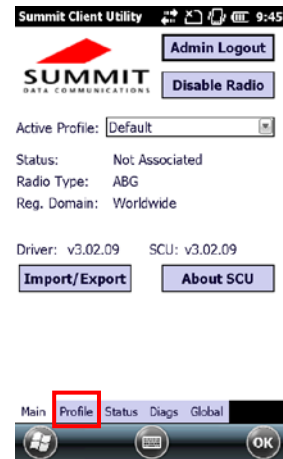 Summit Client Utility 9:45
Admin Logout
SUMMIT
DATA COMMUNICATIONS
Disable Radio
Active Profile: Default
Status: Not Associated
Radio Type: ABG
Reg. Domain: Worldwide
Driver: v3.02.09 SCU: v3.02.09
Import/Export About SCU
Main Profile Status Diags Global
OK